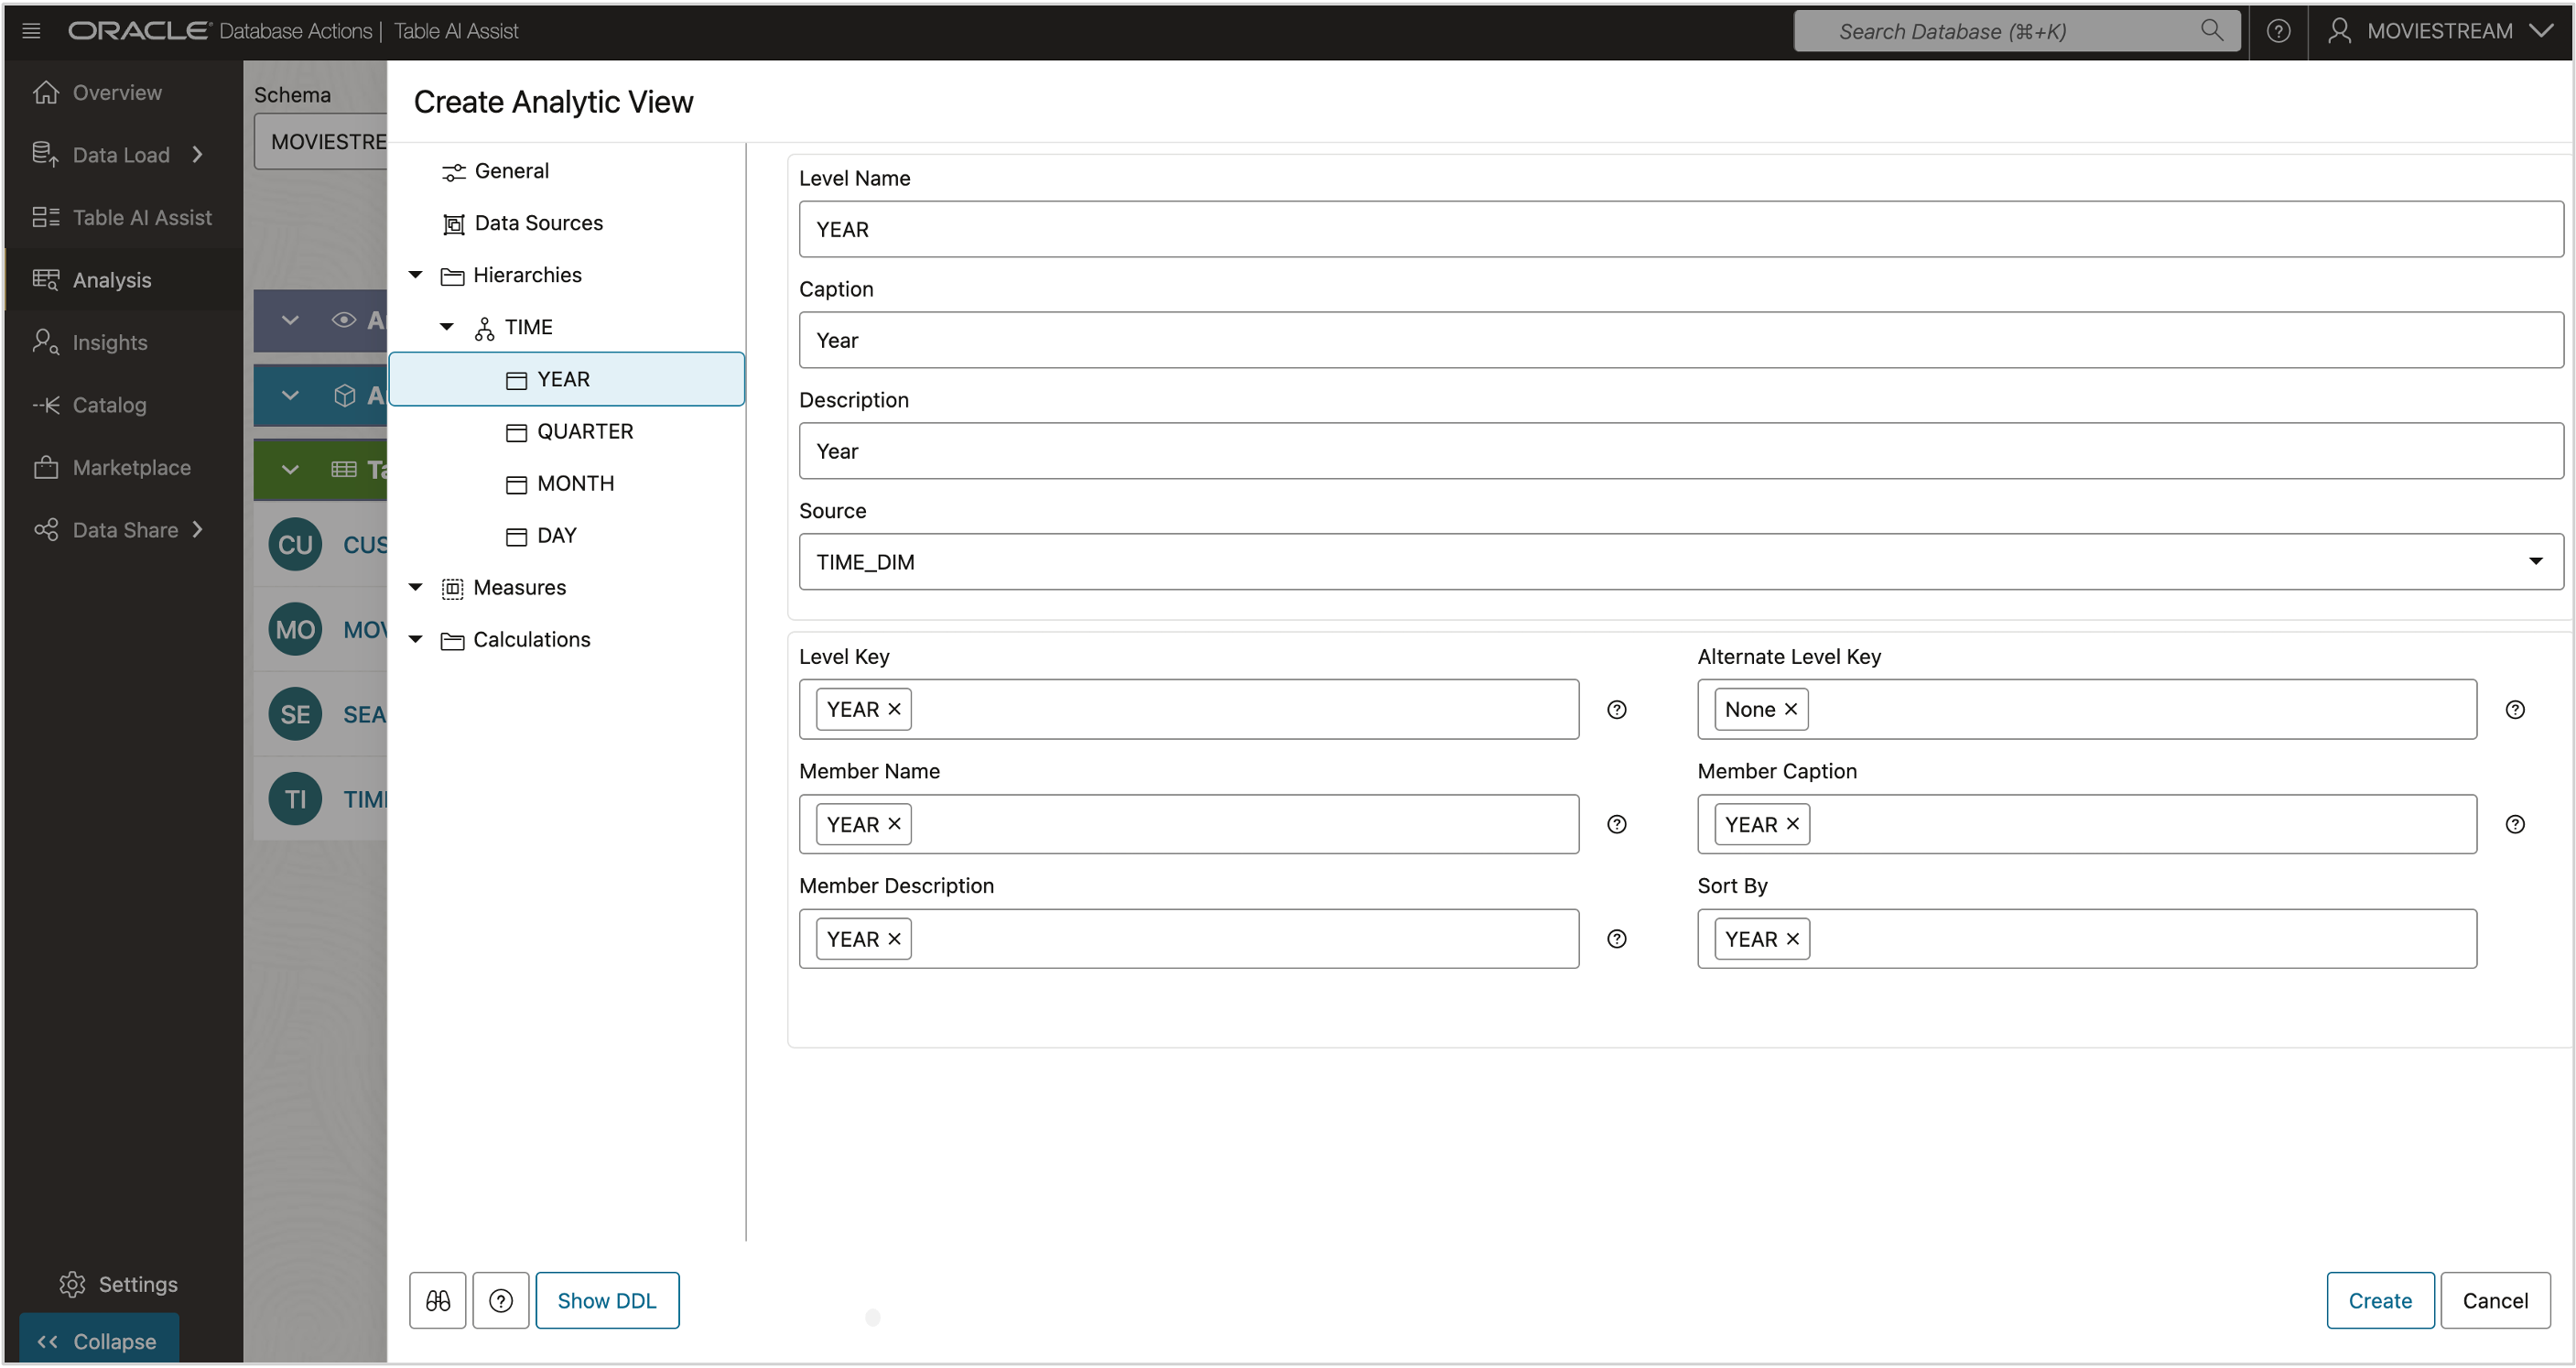 ORACLE Database Actions | Table AI Assist
Search Database (⌘+K)
MOVIESTREAM
Overview
Data Load
Table AI Assist
Analysis
Insights
Catalog
Marketplace
Data Share
Settings
Collapse
Schema
MOVIESTRE
A
A
Ta
CU CUS
MO MOV
SE SEA
TI TIM
Create Analytic View
General
Data Sources
Hierarchies
TIME
YEAR
QUARTER
MONTH
DAY
Measures
Calculations
Level Name
YEAR
Caption
Year
Description
Year
Source
TIME_DIM
Level Key
YEAR
Alternate Level Key
None
Member Name
YEAR
Member Caption
YEAR
Member Description
YEAR
Sort By
YEAR
Show DDL
Create
Cancel